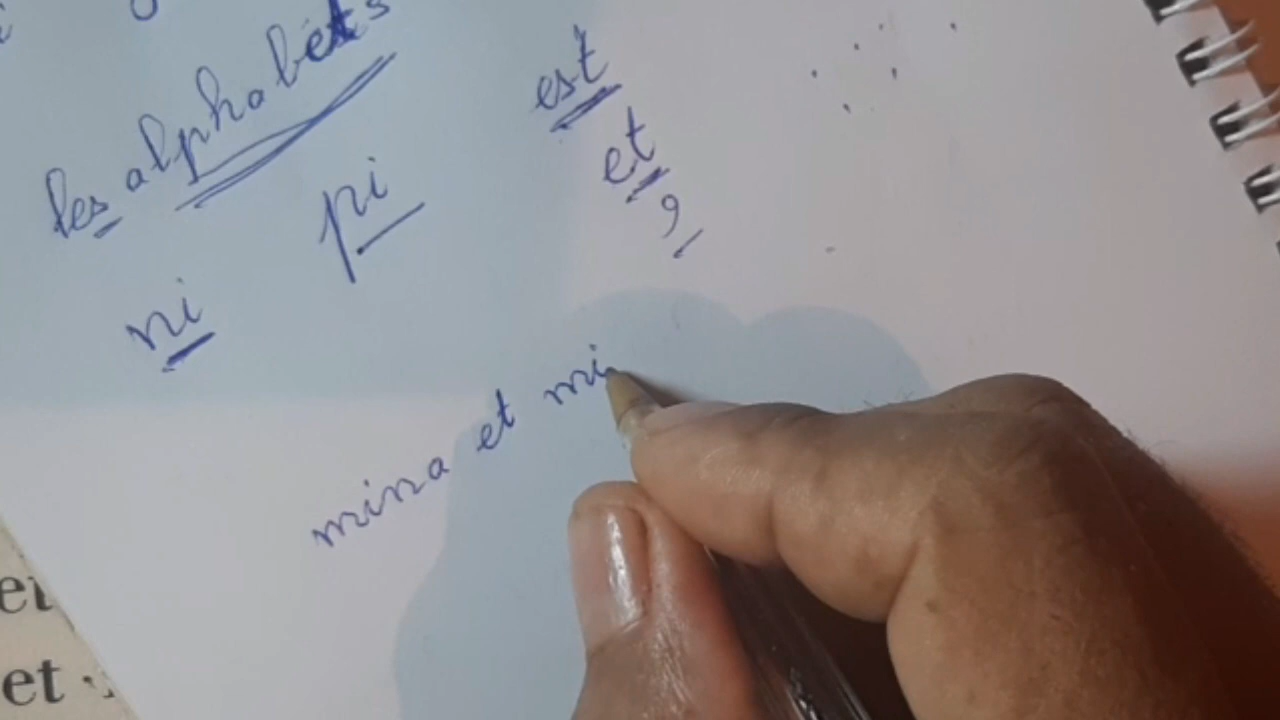 les alphabets
est
et
,
pi
ni
mina et mi
et
et